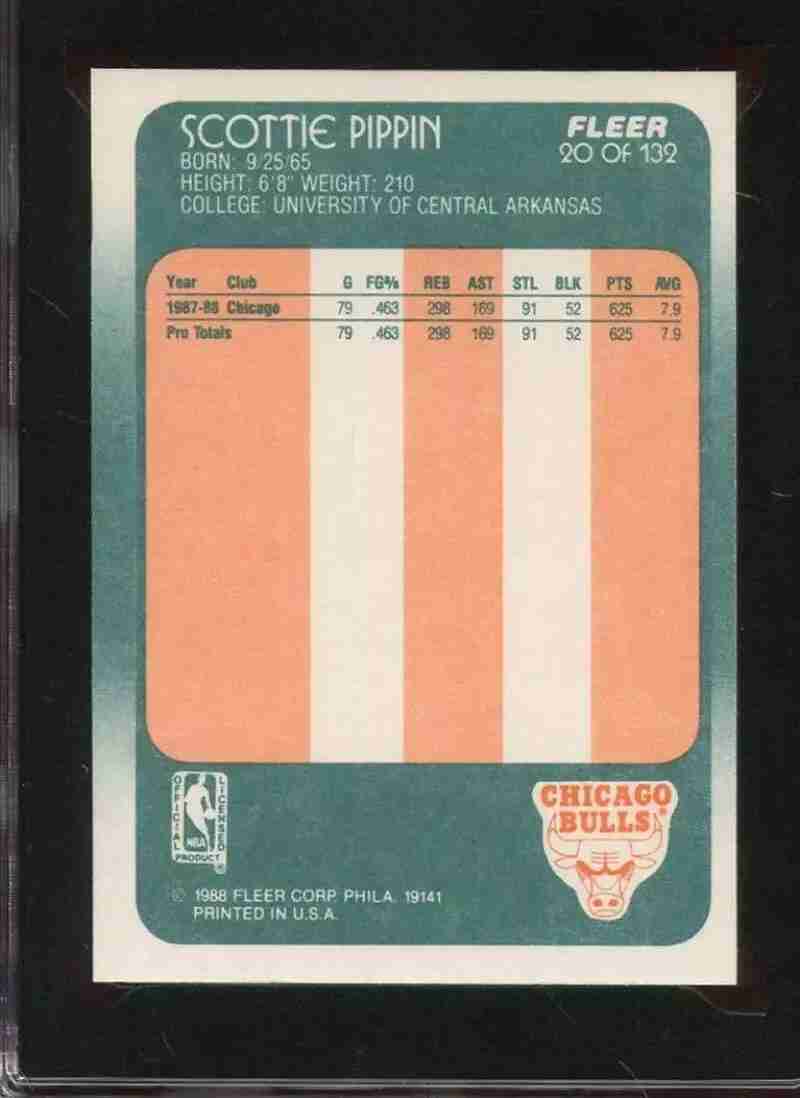 SCOTTIE PIPPIN
FLEER
20 OF 132
BORN: 9/25/65
HEIGHT: 6'8" WEIGHT: 210
COLLEGE: UNIVERSITY OF CENTRAL ARKANSAS
Year Club G FG% REB AST STL BLK PTS AVG
1987-88 Chicago 79 .463 298 169 91 52 625 7.9
Pro Totals 79 .463 298 169 91 52 625 7.9
OFFICIAL
LICENSED
NBA
PRODUCT ®
CHICAGO
BULLS ®
© 1988 FLEER CORP. PHILA. 19141
PRINTED IN U.S.A.